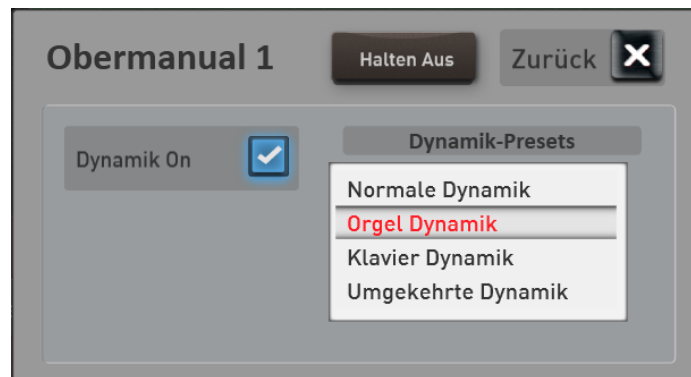 Obermanual 1
Halten Aus
Zurück
Dynamik On
Dynamik-Presets
Normale Dynamik
Orgel Dynamik
Klavier Dynamik
Umgekehrte Dynamik